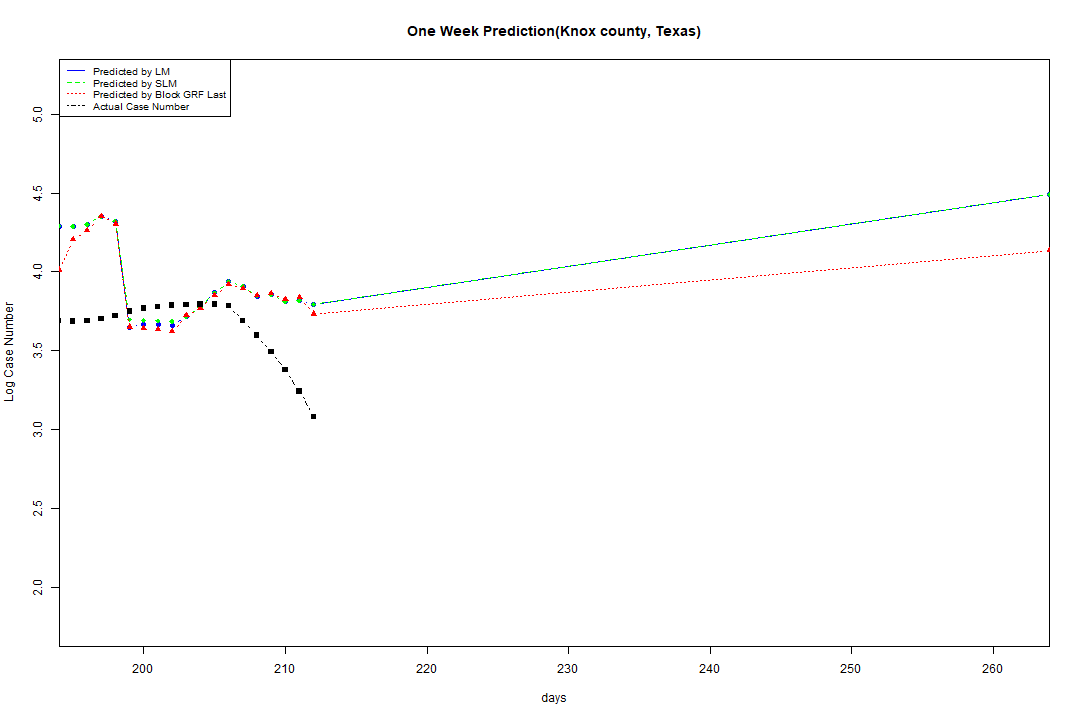 One Week Prediction(Knox county, Texas)
Predicted by LM
Predicted by SLM
Predicted by Block GRF Last
Actual Case Number
5.0
4.5
4.0
3.5
3.0
2.5
2.0
Log Case Number
200 210 220 230 240 250 260
days